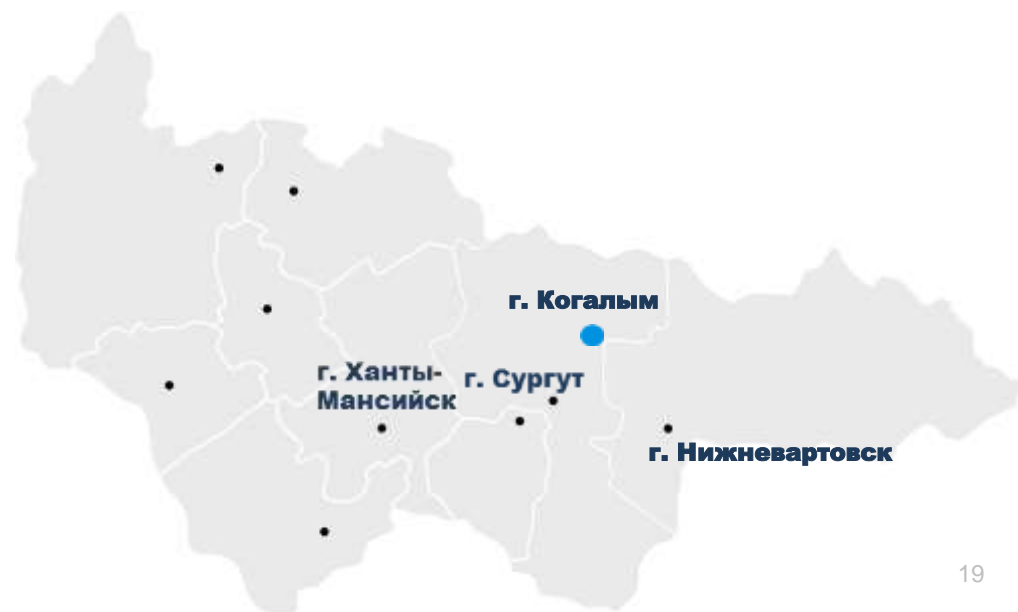 г. Когалым
г. Ханты-
Мансийск
г. Сургут
г. Нижневартовск
19